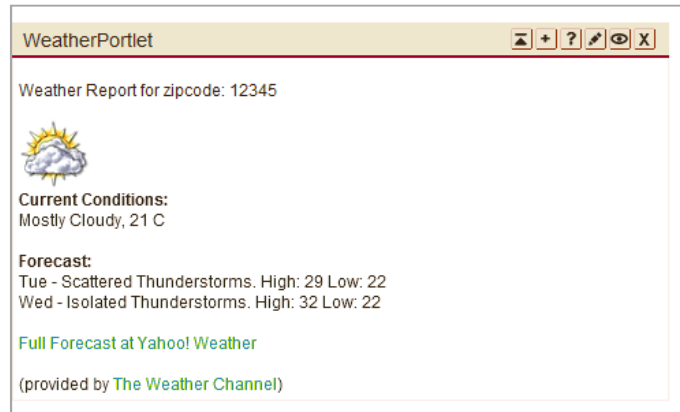 WeatherPortlet
+ ? X
Weather Report for zipcode: 12345
Current Conditions:
Mostly Cloudy, 21 C
Forecast:
Tue - Scattered Thunderstorms. High: 29 Low: 22
Wed - Isolated Thunderstorms. High: 32 Low: 22
Full Forecast at Yahoo! Weather
(provided by The Weather Channel)